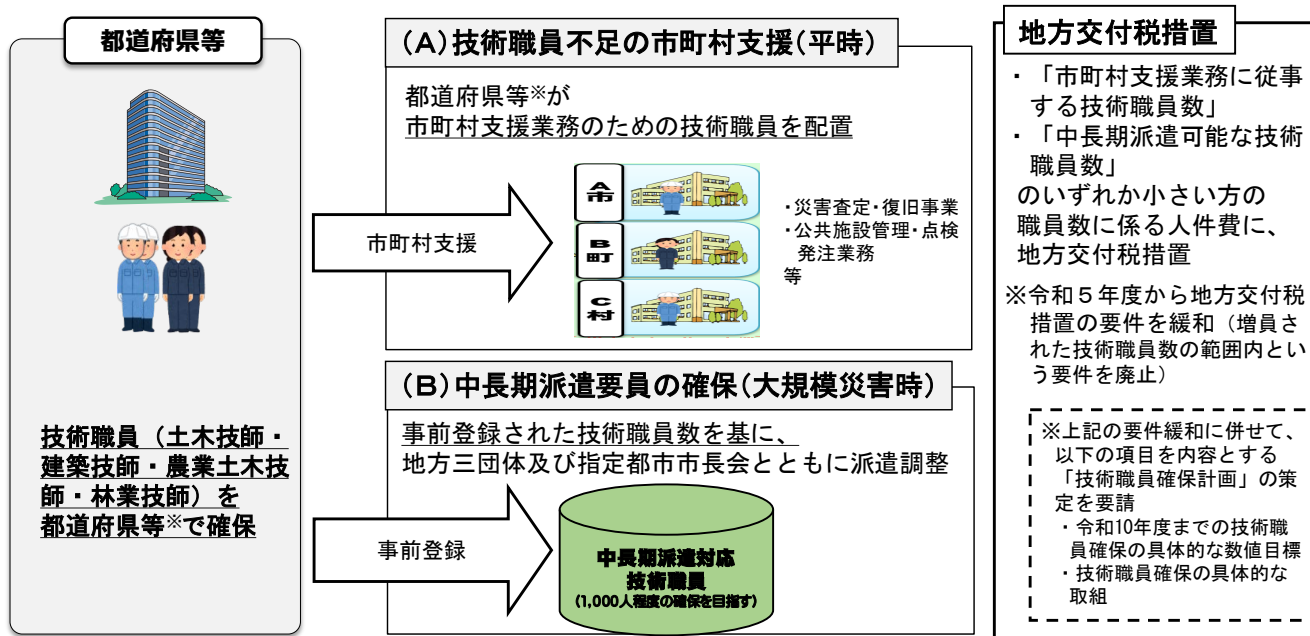 都道府県等
技術職員（土木技師・
建築技師・農業土木技
師・林業技師）を
都道府県等※で確保
（A）技術職員不足の市町村支援（平時）
都道府県等※が
市町村支援業務のための技術職員を配置
市町村支援
A市
B町
C村
・災害査定・復旧事業
・公共施設管理・点検
発注業務
等
（B）中長期派遣要員の確保（大規模災害時）
事前登録された技術職員数を基に、
地方三団体及び指定都市市長会とともに派遣調整
事前登録
中長期派遣対応
技術職員
（1,000人程度の確保を目指す）
地方交付税措置
・「市町村支援業務に従事
する技術職員数」
・「中長期派遣可能な技術
職員数」
のいずれか小さい方の
職員数に係る人件費に、
地方交付税措置
※令和５年度から地方交付税
措置の要件を緩和（増員さ
れた技術職員数の範囲内とい
う要件を廃止）
※上記の要件緩和に併せて、
以下の項目を内容とする
「技術職員確保計画」の策
定を要請
・令和10年度までの技術職
員確保の具体的な数値目標
・技術職員確保の具体的な
取組